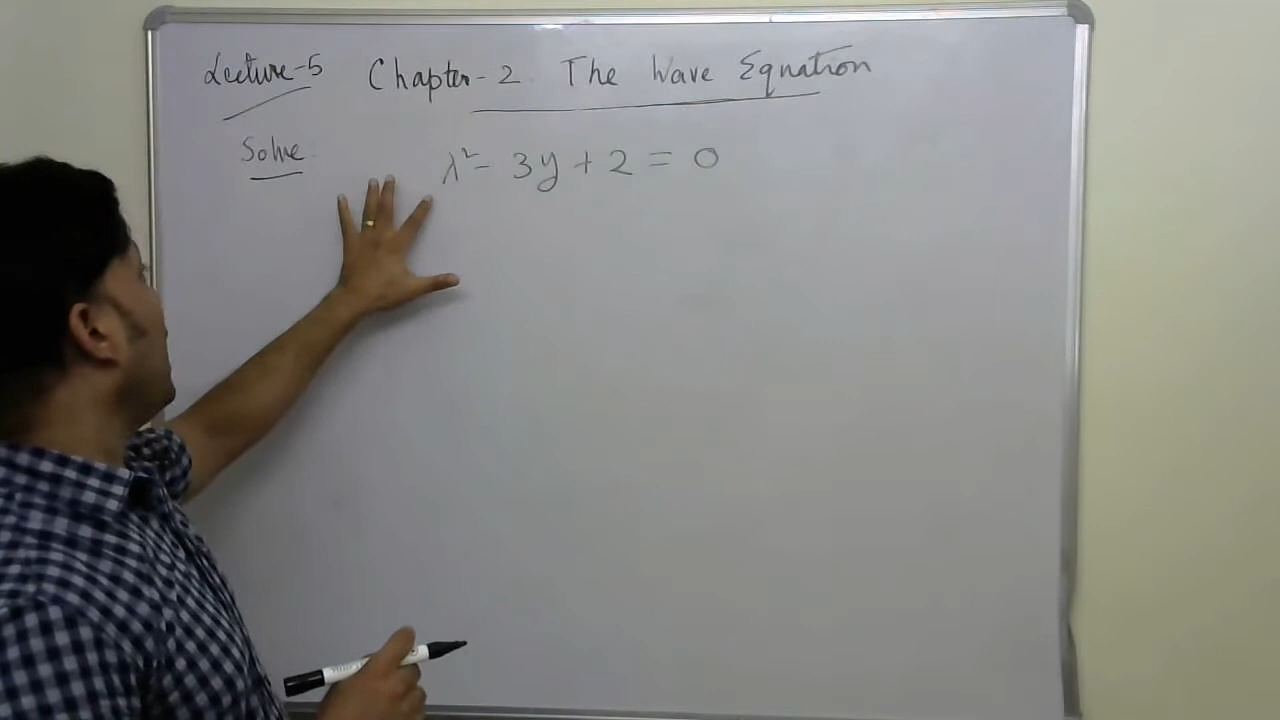 Lecture-5 Chapter-2 The Wave Equation
Solve λ² - 3y + 2 = 0